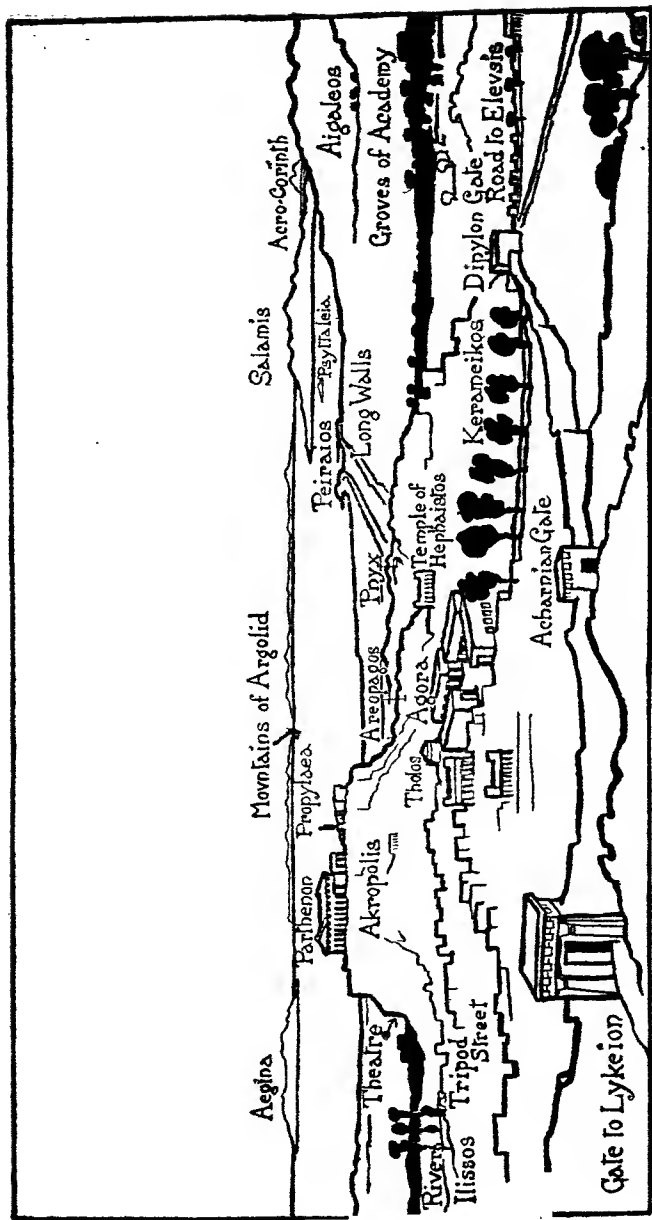 Aegina
Movntains of Argolid
Salamis
Acro-Corinth
Parthenon
Propylaea
Peiraios
Psyttaleia
Aigaleos
Long Walls
Theatre
Akropolis
Areopagos
Pnyx
Groves of Academy
River
Ilissos
Tripod
Street
Tholos
Agora
Temple of
Hephaistos
Kerameikos
Dipylon Gate
Road to Elevsis
Gate to Lykeion
Acharnian Gate